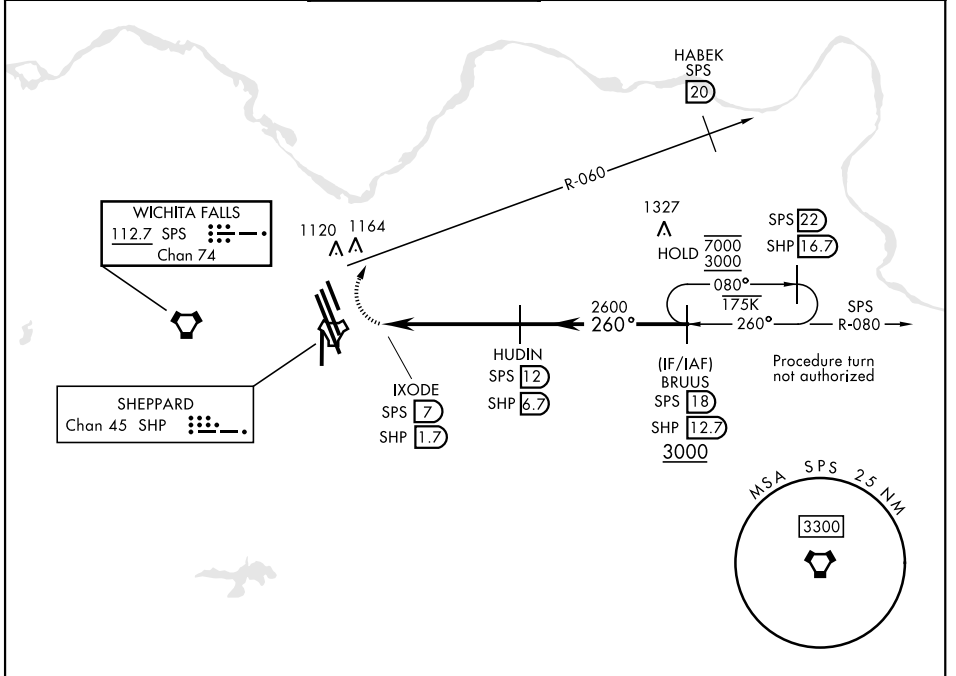 HABEK
SPS
20
R-060
WICHITA FALLS
112.7 SPS
Chan 74
1120
1164
1327
HOLD 7000
3000
SPS 22
SHP 16.7
080°
175K
260°
SPS
R-080
2600
260°
HUDIN
SPS 12
SHP 6.7
(IF/IAF)
BRUUS
SPS 18
SHP 12.7
3000
Procedure turn
not authorized
IXODE
SPS 7
SHP 1.7
SHEPPARD
Chan 45 SHP
MSA SPS 25 NM
3300